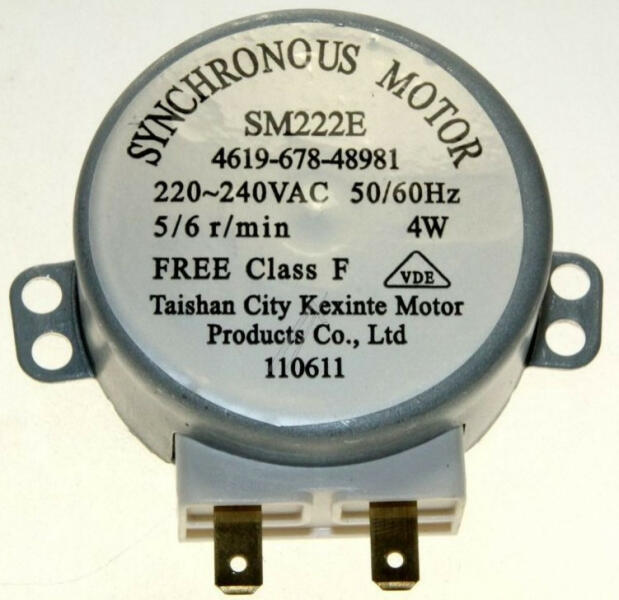 SYNCHRONOUS MOTOR
SM222E
4619-678-48981
220~240VAC 50/60Hz
5/6 r/min 4W
FREE Class F VDE
Taishan City Kexinte Motor
Products Co., Ltd
110611